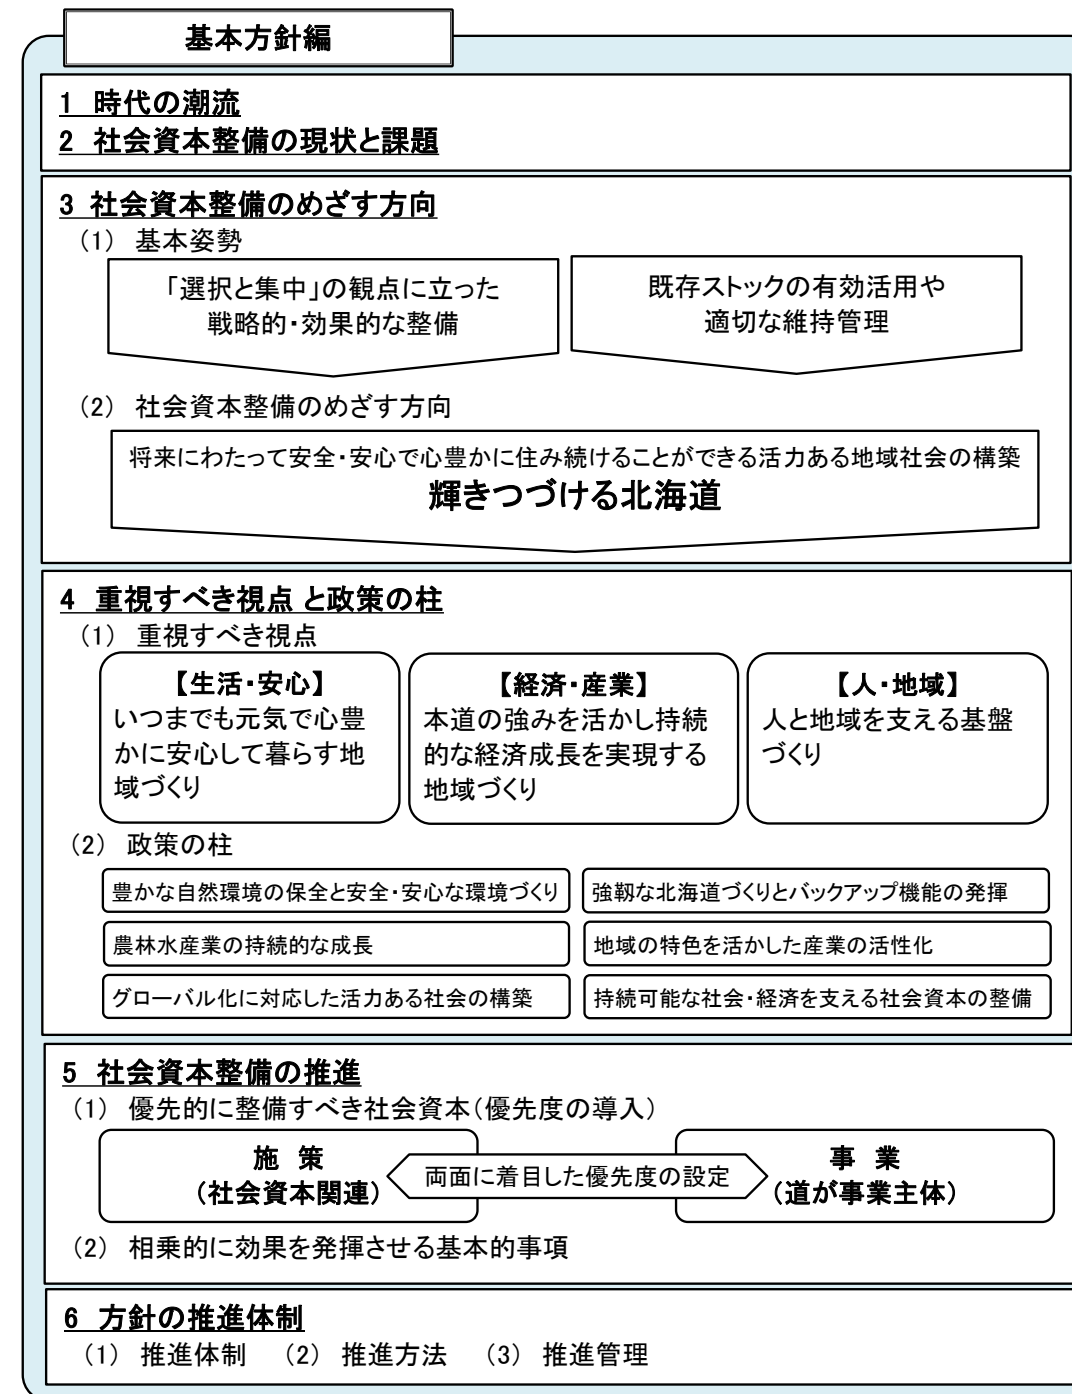 基本方針編
1 時代の潮流
2 社会資本整備の現状と課題
3 社会資本整備のめざす方向
(1) 基本姿勢
「選択と集中」の観点に立った
戦略的・効果的な整備
既存ストックの有効活用や
適切な維持管理
(2) 社会資本整備のめざす方向
将来にわたって安全・安心で心豊かに住み続けることができる活力ある地域社会の構築
輝きつづける北海道
4 重視すべき視点 と政策の柱
(1) 重視すべき視点
【生活・安心】
いつまでも元気で心豊
かに安心して暮らす地
域づくり
【経済・産業】
本道の強みを活かし持続
的な経済成長を実現する
地域づくり
【人・地域】
人と地域を支える基盤
づくり
(2) 政策の柱
豊かな自然環境の保全と安全・安心な環境づくり
強靱な北海道づくりとバックアップ機能の発揮
農林水産業の持続的な成長
地域の特色を活かした産業の活性化
グローバル化に対応した活力ある社会の構築
持続可能な社会・経済を支える社会資本の整備
5 社会資本整備の推進
(1) 優先的に整備すべき社会資本(優先度の導入)
施 策
(社会資本関連)
両面に着目した優先度の設定
事 業
(道が事業主体)
(2) 相乗的に効果を発揮させる基本的事項
6 方針の推進体制
(1) 推進体制 (2) 推進方法 (3) 推進管理